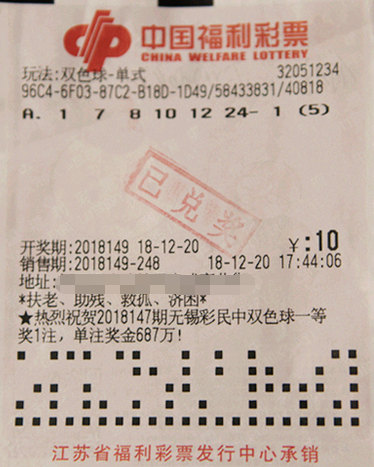 中国福利彩票
CHINA WELFARE LOTTERY
玩法:双色球-单式 32051234
96C4-6F03-87C2-B18D-1D49/58433831/40818
A. 1 7 8 10 12 24- 1 (5)
已兑奖
开奖期:2018149 18-12-20 ¥:10
销售期:2018149-248 18-12-20 17:44:06
地址:
*扶老、助残、救孤、济困*
★热烈祝贺2018147期无锡彩民中双色球一等
奖1注,单注奖金687万!
江苏省福利彩票发行中心承销